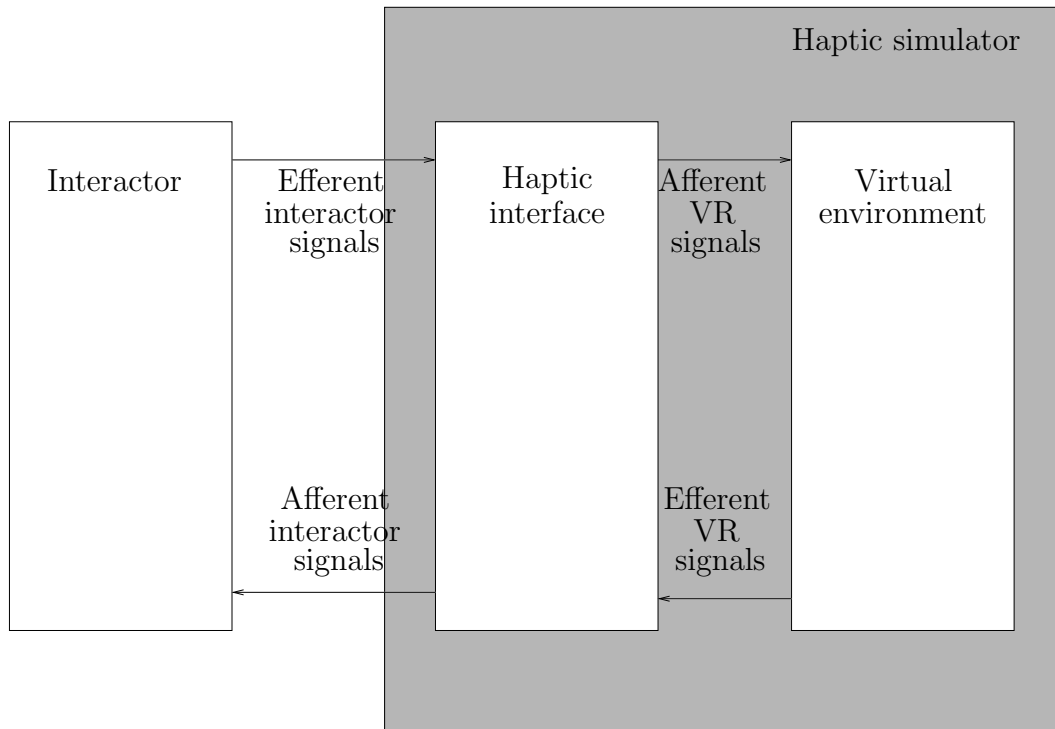 Haptic simulator
Interactor
Efferent
interactor
signals
Haptic
interface
Afferent
VR
signals
Virtual
environment
Afferent
interactor
signals
Efferent
VR
signals